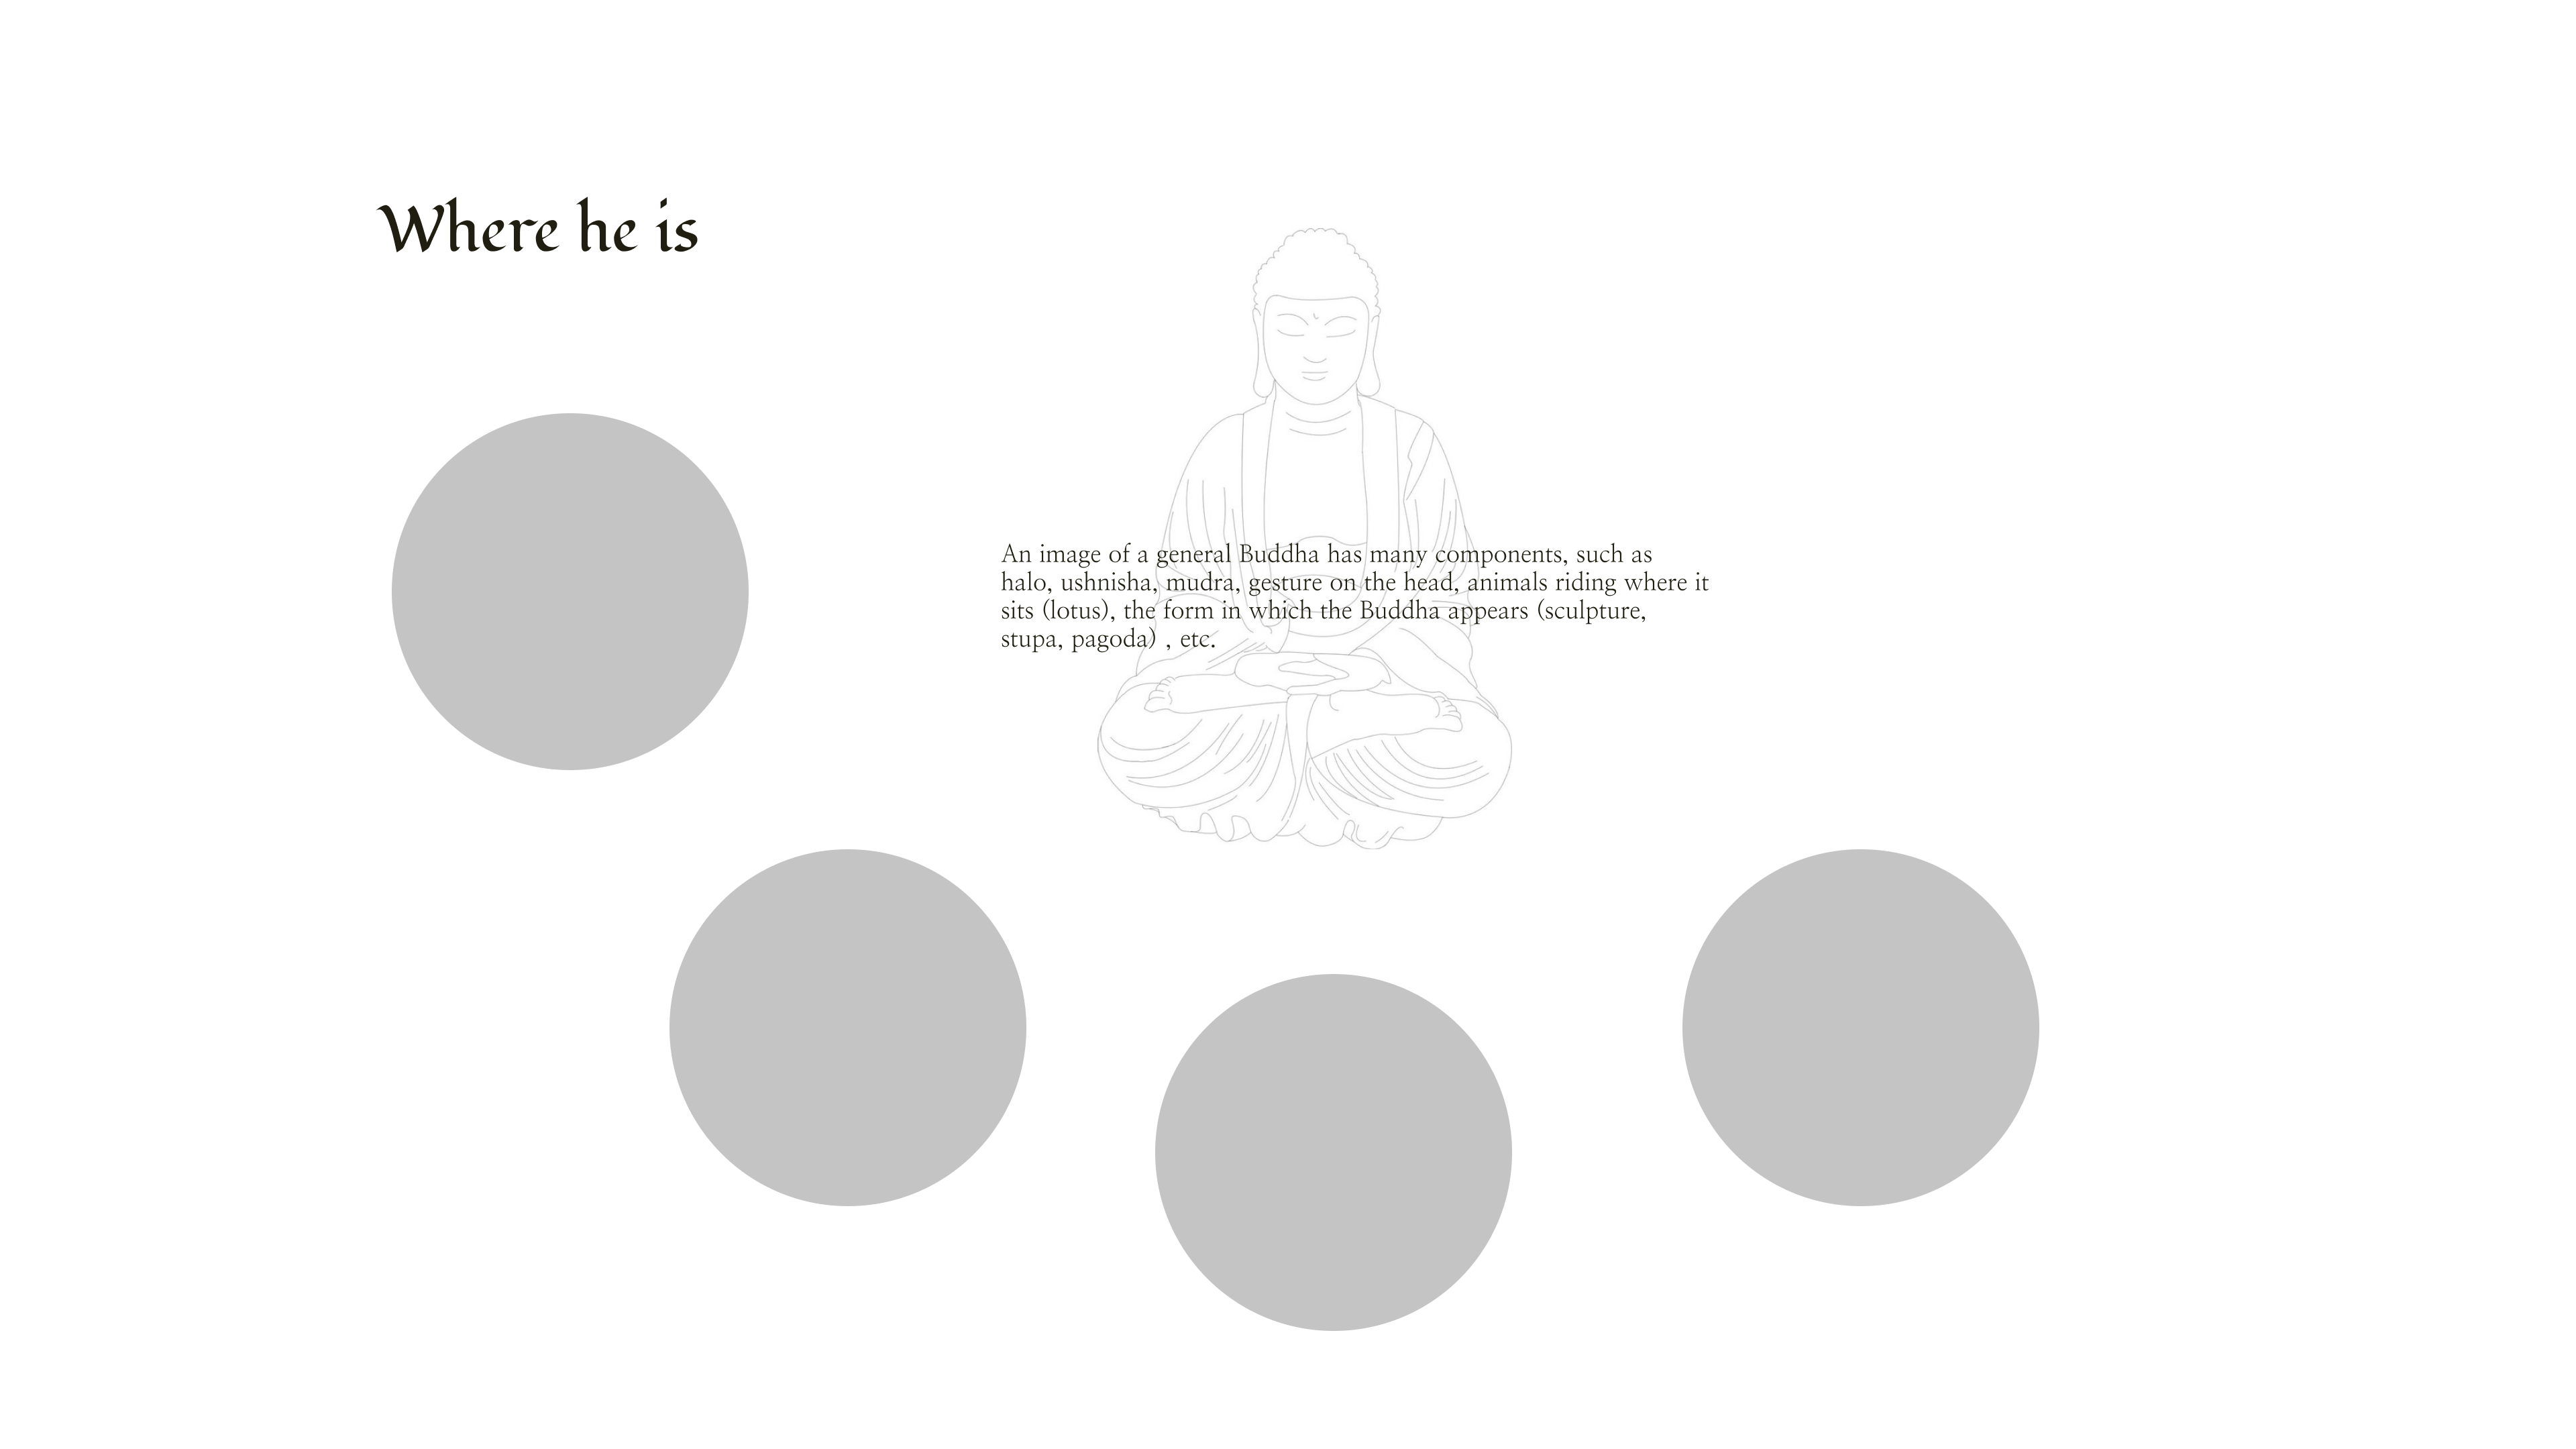 Where he is
An image of a general Buddha has many components, such as
halo, ushnisha, mudra, gesture on the head, animals riding where it
sits (lotus), the form in which the Buddha appears (sculpture,
stupa, pagoda) , etc.